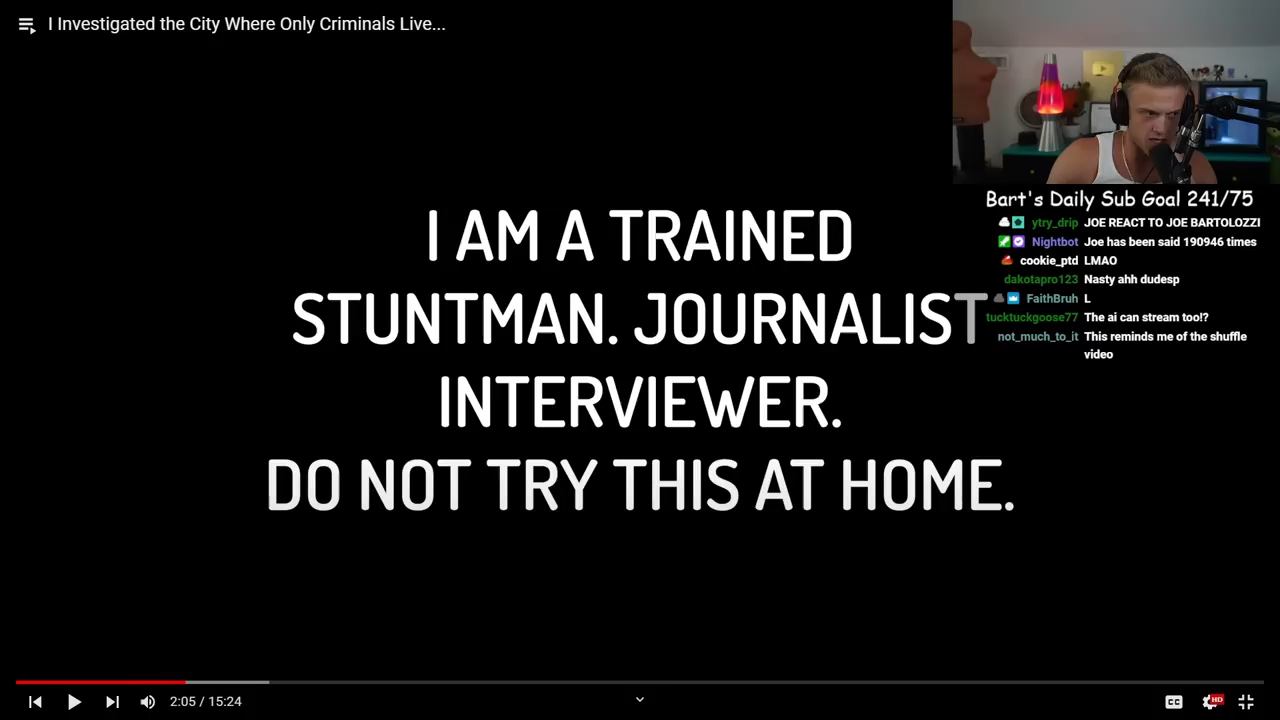 I Investigated the City Where Only Criminals Live...
I AM A TRAINED
STUNTMAN. JOURNALIST
INTERVIEWER.
DO NOT TRY THIS AT HOME.
Bart's Daily Sub Goal 241/75
ytry_drip JOE REACT TO JOE BARTOLOZZI
Nightbot Joe has been said 190946 times
cookie_ptd LMAO
dakotapro123 Nasty ahh dudesp
FaithBruh L
tucktuckgoose77 The ai can stream too!?
not_much_to_it This reminds me of the shuffle
video
2:05 / 15:24
CC
HD